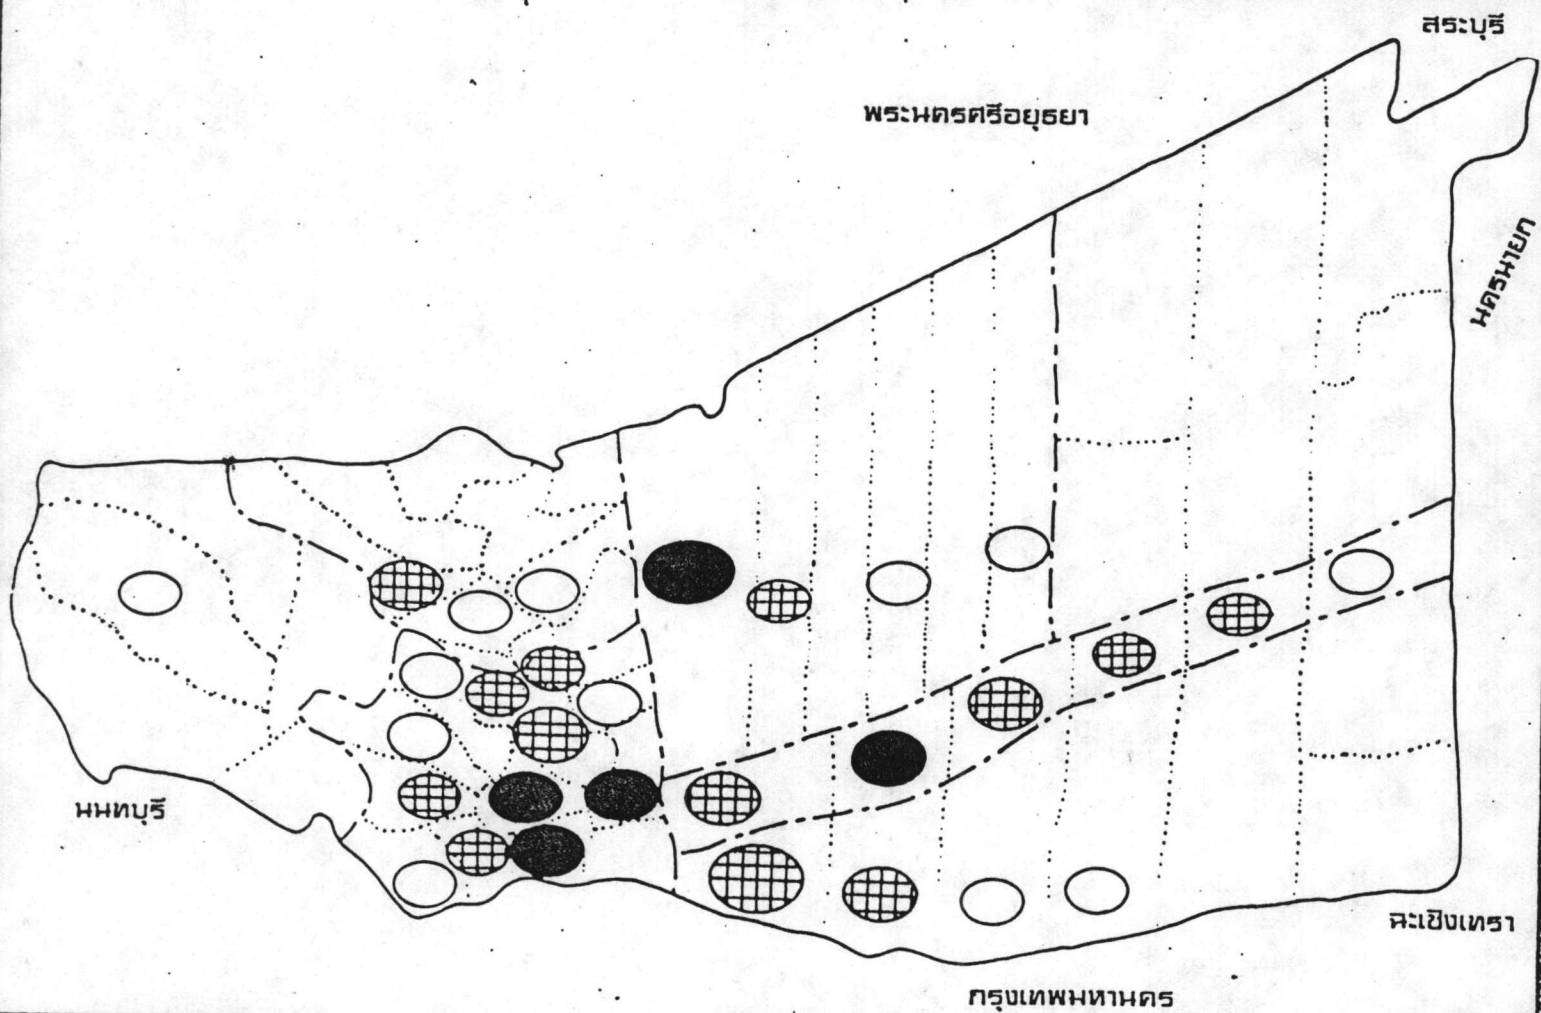 สระบุรี
พระนครศรีอยุธยา
นครนายก
นนทบุรี
ฉะเชิงเทรา
กรุงเทพมหานคร